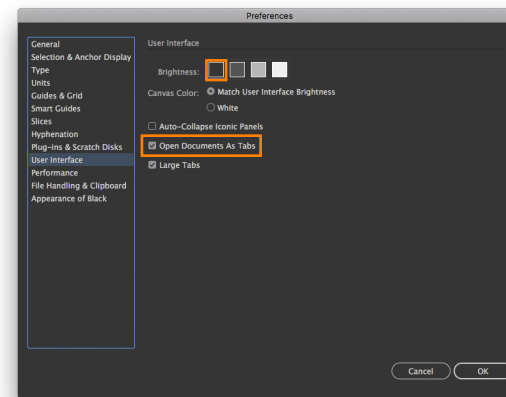 Preferences
General
Selection & Anchor Display
Type
Units
Guides & Grid
Smart Guides
Slices
Hyphenation
Plug-ins & Scratch Disks
User Interface
Performance
File Handling & Clipboard
Appearance of Black
User Interface
Brightness:
Canvas Color: Match User Interface Brightness
White
Auto-Collapse Iconic Panels
Open Documents As Tabs
Large Tabs
Cancel OK